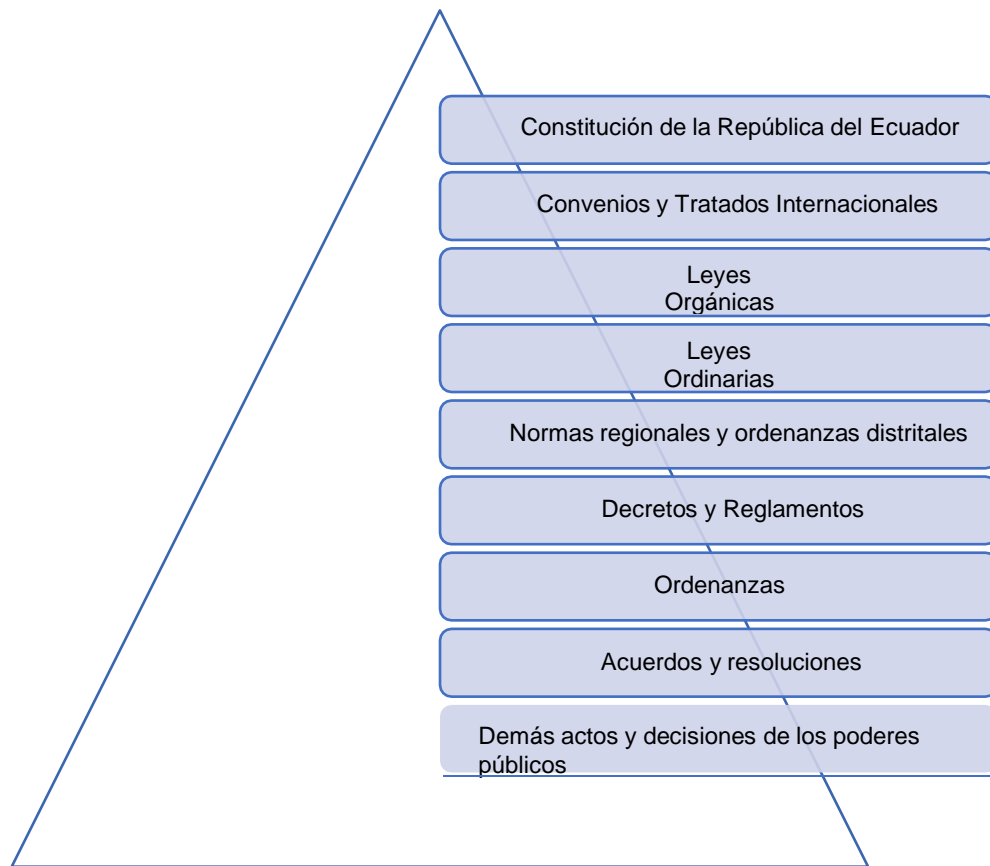 Constitución de la República del Ecuador
Convenios y Tratados Internacionales
Leyes
Orgánicas
Leyes
Ordinarias
Normas regionales y ordenanzas distritales
Decretos y Reglamentos
Ordenanzas
Acuerdos y resoluciones
Demás actos y decisiones de los poderes
públicos